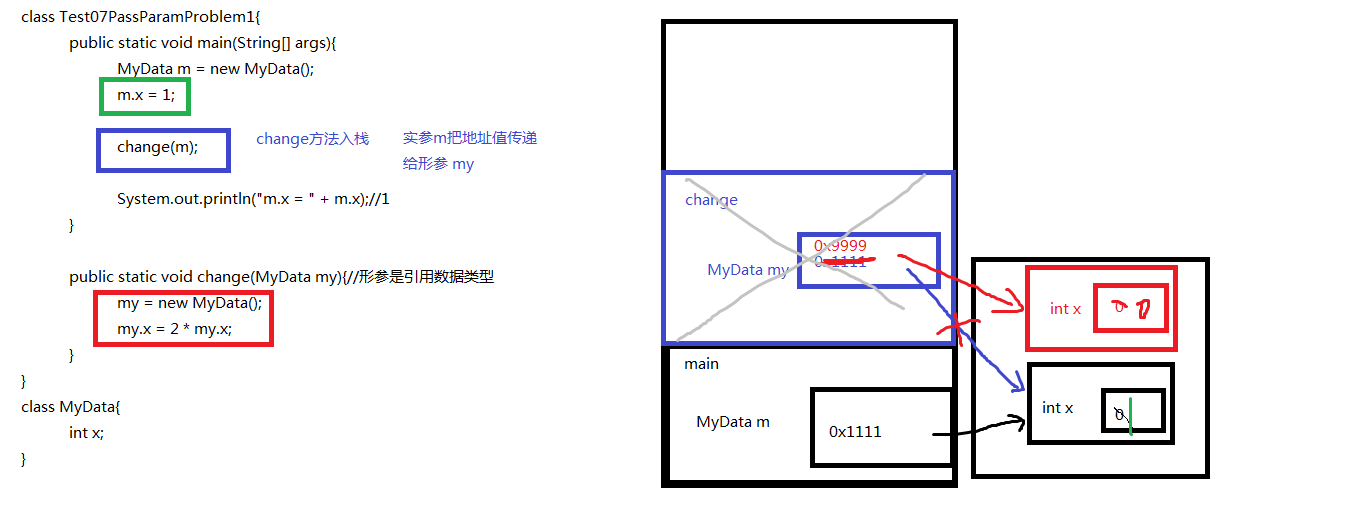 class Test07PassParamProblem1{
public static void main(String[] args){
MyData m = new MyData();
m.x = 1;
change(m);
change方法入栈
实参m把地址值传递
给形参 my
System.out.println("m.x = " + m.x);//1
}
public static void change(MyData my){//形参是引用数据类型
my = new MyData();
my.x = 2 * my.x;
}
}
class MyData{
int x;
}
change
MyData my
0x9999
0x1111
main
MyData m
0x1111
int x
0 0
int x
0